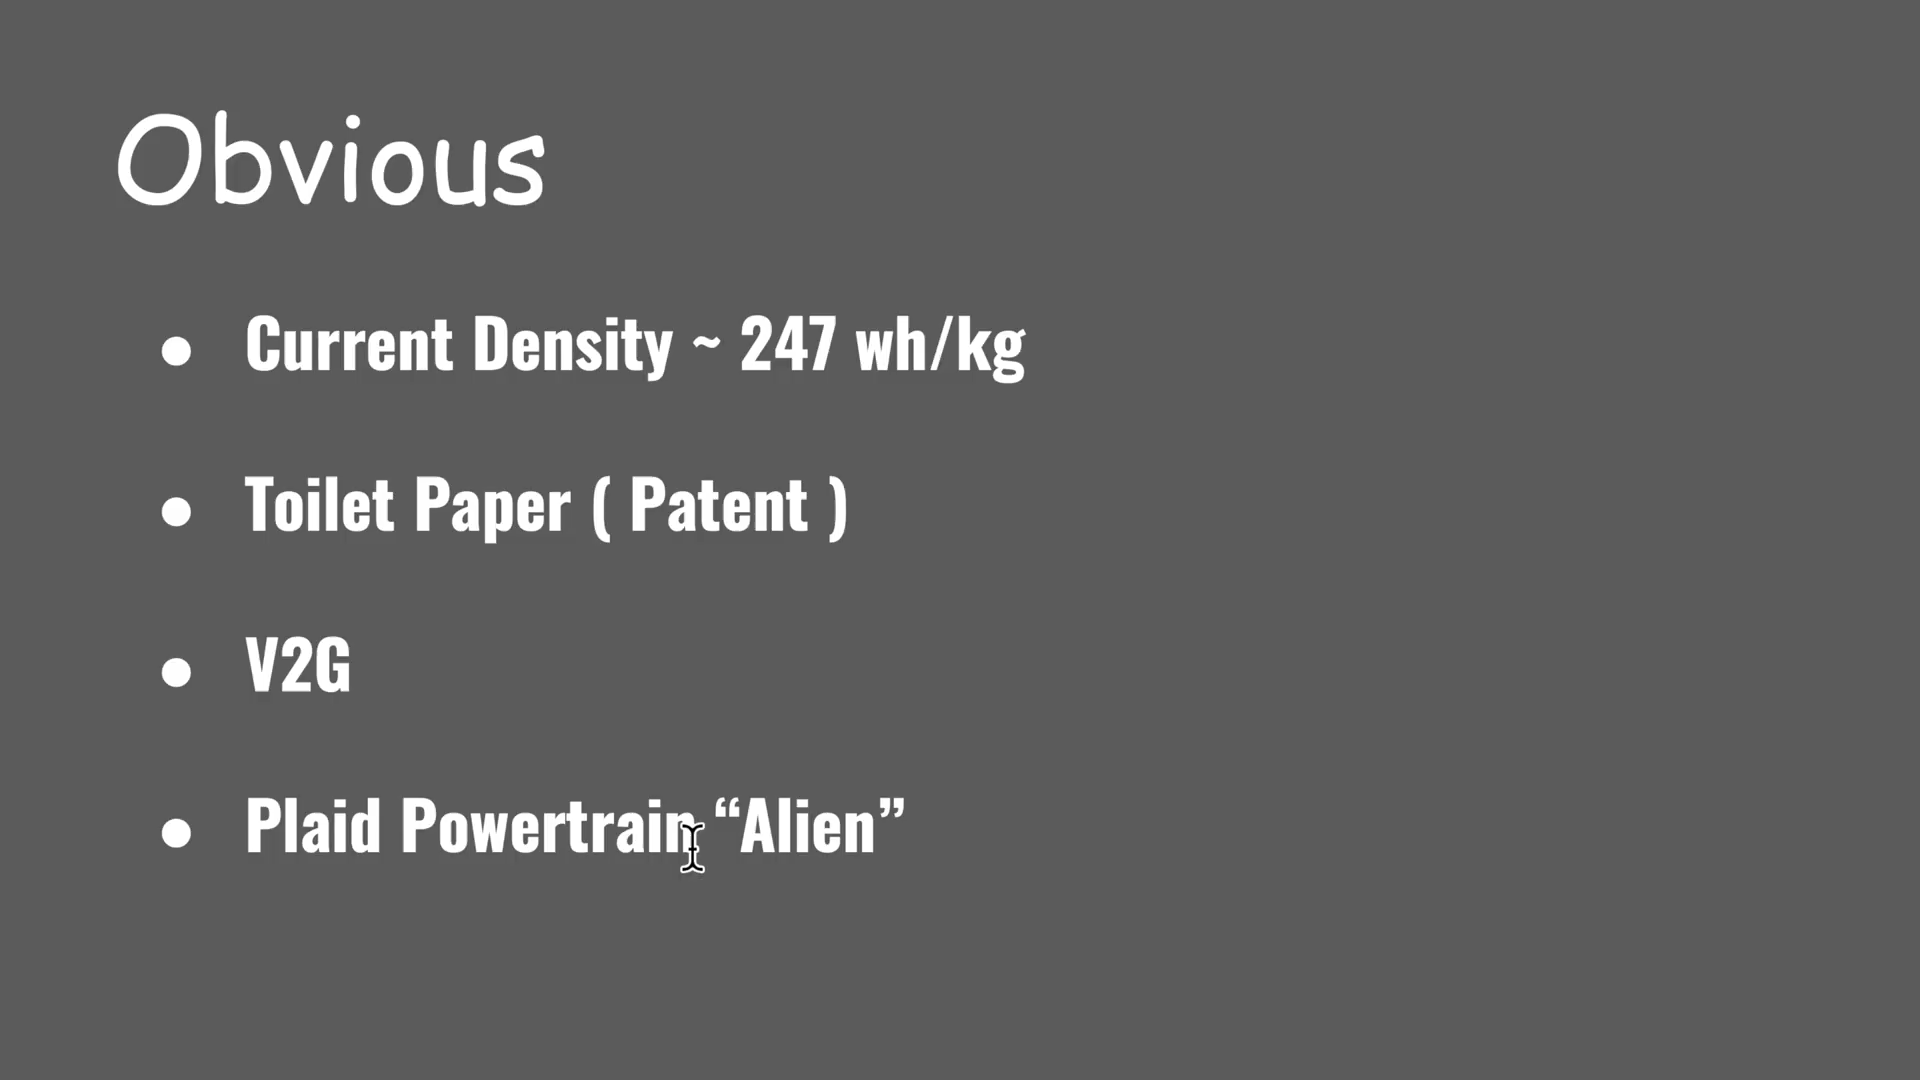 Obvious
● Current Density ~ 247 wh/kg
● Toilet Paper ( Patent )
● V2G
● Plaid Powertrain “Alien”